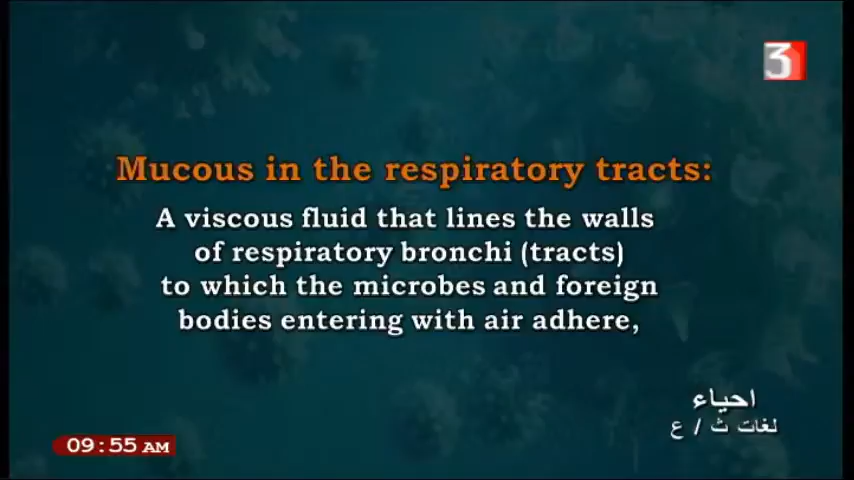 3
Mucous in the respiratory tracts:
A viscous fluid that lines the walls
of respiratory bronchi (tracts)
to which the microbes and foreign
bodies entering with air adhere,
احياء
لغات ث / ع
09:55 AM